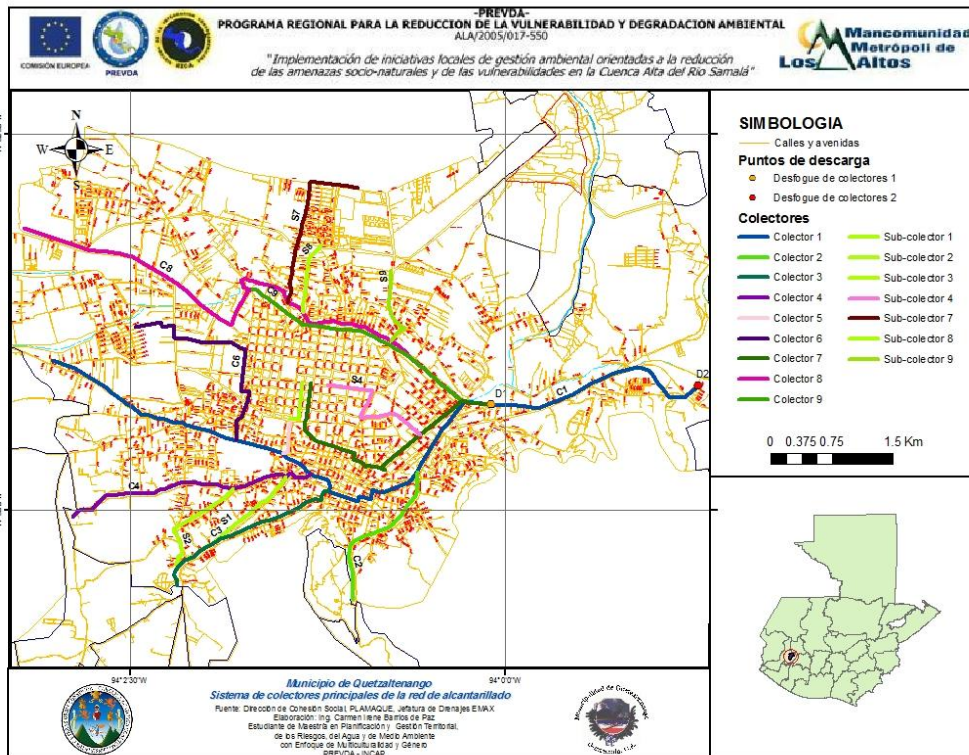 -PREVDA-
PROGRAMA REGIONAL PARA LA REDUCCION DE LA VULNERABILIDAD Y DEGRADACION AMBIENTAL
ALA/2005/017-550
"Implementación de iniciativas locales de gestión ambiental orientadas a la reducción
de las amenazas socio-naturales y de las vulnerabilidades en la Cuenca Alta del Río Samalá"
COMISIÓN EUROPEA
PREVDA
Mancomunidad
Metrópoli de
Los Altos
N
W
E
S
S7
S8
S9
C8
C9
C6
S4
D1
C1
D2
C4
S1
S2
C3
C2
94°2'30"W
94°0'0"W
SIMBOLOGIA
Calles y avenidas
Puntos de descarga
Desfogue de colectores 1
Desfogue de colectores 2
Colectores
Colector 1
Colector 2
Colector 3
Colector 4
Colector 5
Colector 6
Colector 7
Colector 8
Colector 9
Sub-colector 1
Sub-colector 2
Sub-colector 3
Sub-colector 4
Sub-colector 7
Sub-colector 8
Sub-colector 9
0 0.375 0.75 1.5 Km
Municipio de Quetzaltenango
Sistema de colectores principales de la red de alcantarillado
Fuente: Dirección de Cohesión Social, PLAMAQUE, Jefatura de Drenajes EMAX
Elaboración: Ing. Carmen Irene Barrios de Paz
Estudiante de Maestría en Planificación y Gestión Territorial,
de los Riesgos, del Agua y de Medio Ambiente
con Enfoque de Multiculturalidad y Género
PREVDA - INCAP